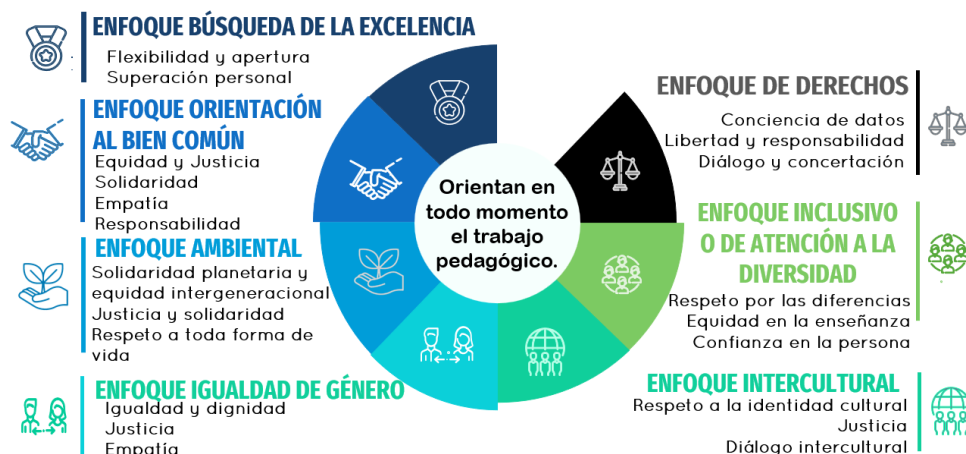 ENFOQUE BÚSQUEDA DE LA EXCELENCIA
Flexibilidad y apertura
Superación personal
ENFOQUE ORIENTACIÓN
AL BIEN COMÚN
Equidad y Justicia
Solidaridad
Empatía
Responsabilidad
ENFOQUE AMBIENTAL
Solidaridad planetaria y
equidad intergeneracional
Justicia y solidaridad
Respeto a toda forma de
vida
ENFOQUE IGUALDAD DE GÉNERO
Igualdad y dignidad
Justicia
Empatía
Orientan en
todo momento
el trabajo
pedagógico.
ENFOQUE DE DERECHOS
Conciencia de datos
Libertad y responsabilidad
Diálogo y concertación
ENFOQUE INCLUSIVO
O DE ATENCIÓN A LA
DIVERSIDAD
Respeto por las diferencias
Equidad en la enseñanza
Confianza en la persona
ENFOQUE INTERCULTURAL
Respeto a la identidad cultural
Justicia
Diálogo intercultural